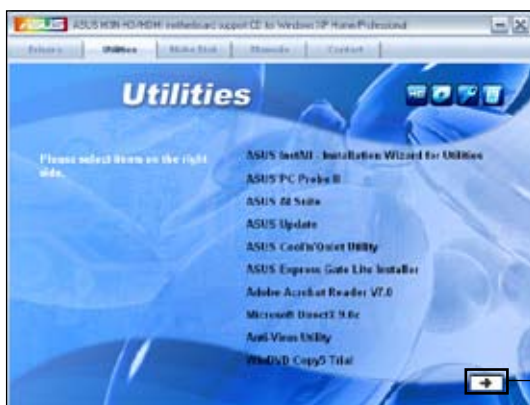 ASUS
ASUS M3N-HD/HDMI motherboard support CD for Windows XP Home/Professional
Drivers Utilities Make Disk Manuals Contact
Utilities
Please select items on the right
side.
ASUS InstAll - Installation Wizard for Utilities
ASUS PC Probe II
ASUS AI Suite
ASUS Update
ASUS Cool'n'Quiet Utility
ASUS Express Gate Lite Installer
Adobe Acrobat Reader V7.0
Microsoft DirectX 9.0c
Anti-Virus Utility
WinDVD Copy5 Trial